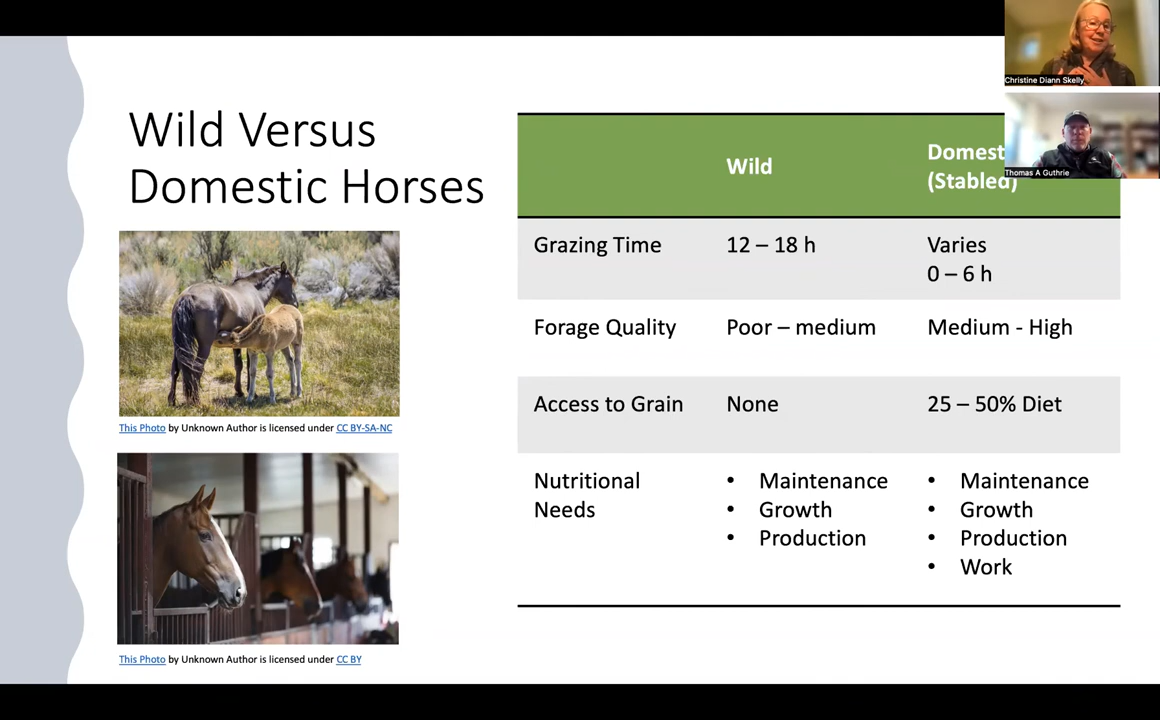 Wild Versus
Domestic Horses
This Photo by Unknown Author is licensed under CC BY-SA-NC
This Photo by Unknown Author is licensed under CC BY
Wild
Domest
(Stabled)
Grazing Time
12 – 18 h
Varies
0 – 6 h
Forage Quality
Poor – medium
Medium - High
Access to Grain
None
25 – 50% Diet
Nutritional
Needs
• Maintenance
• Growth
• Production
• Maintenance
• Growth
• Production
• Work
Christine Diann Skelly
Thomas A Guthrie